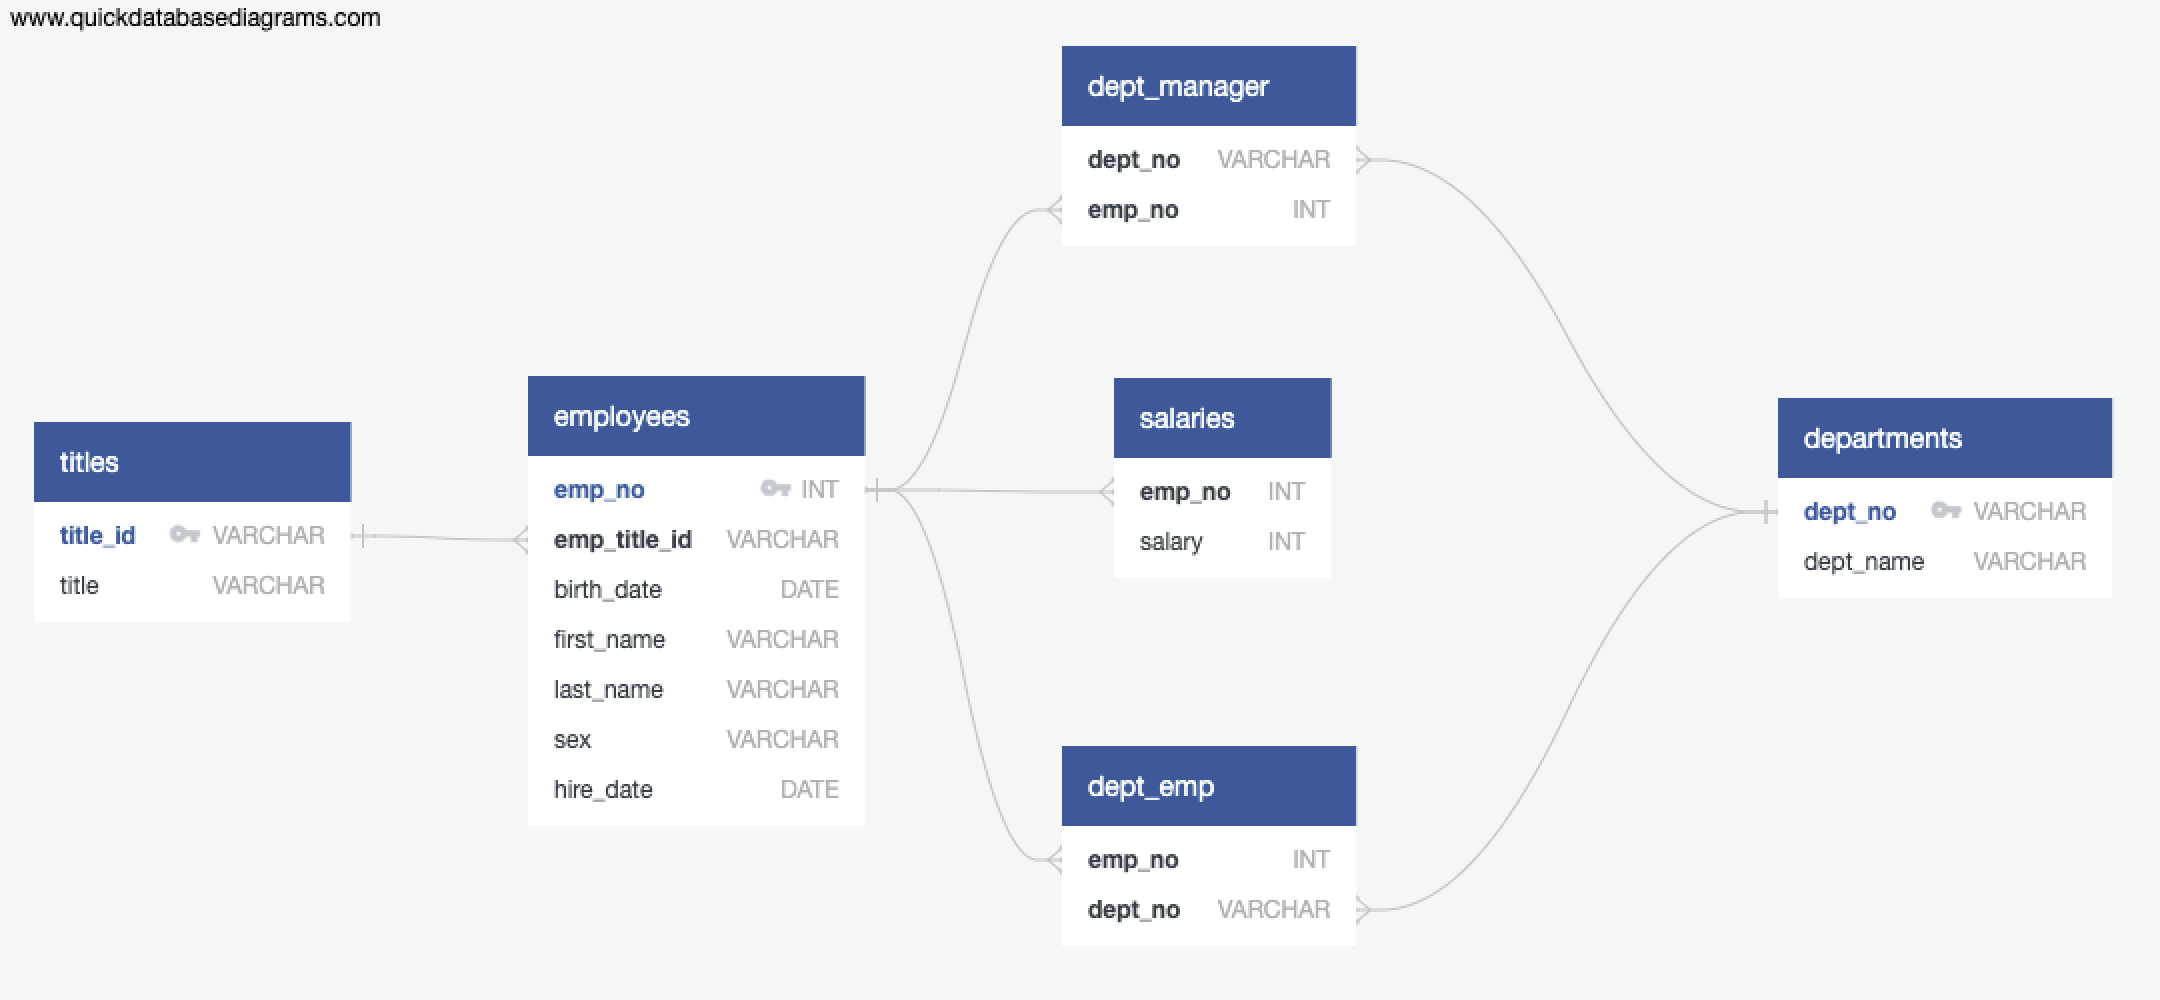 www.quickdatabasediagrams.com
titles
title_id VARCHAR
title VARCHAR
employees
emp_no INT
emp_title_id VARCHAR
birth_date DATE
first_name VARCHAR
last_name VARCHAR
sex VARCHAR
hire_date DATE
dept_manager
dept_no VARCHAR
emp_no INT
salaries
emp_no INT
salary INT
dept_emp
emp_no INT
dept_no VARCHAR
departments
dept_no VARCHAR
dept_name VARCHAR